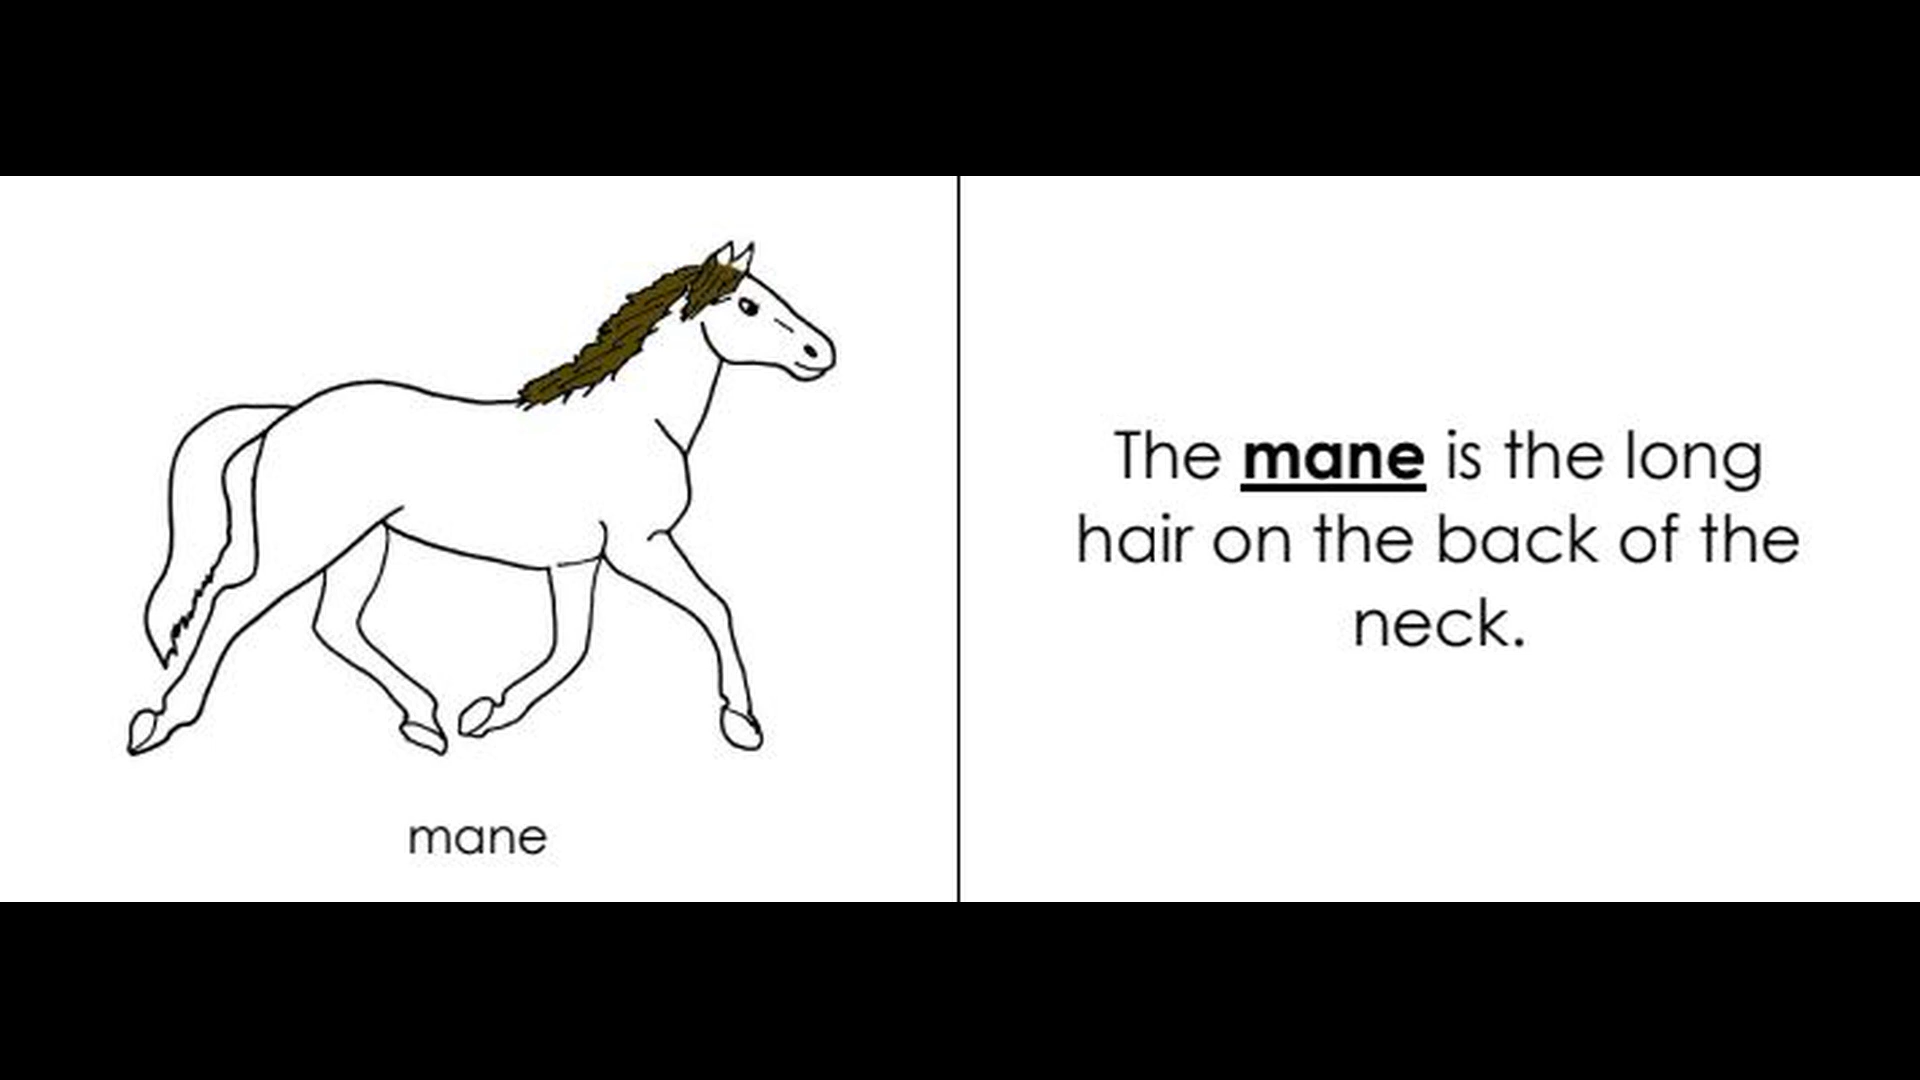 mane
The mane is the long
hair on the back of the
neck.